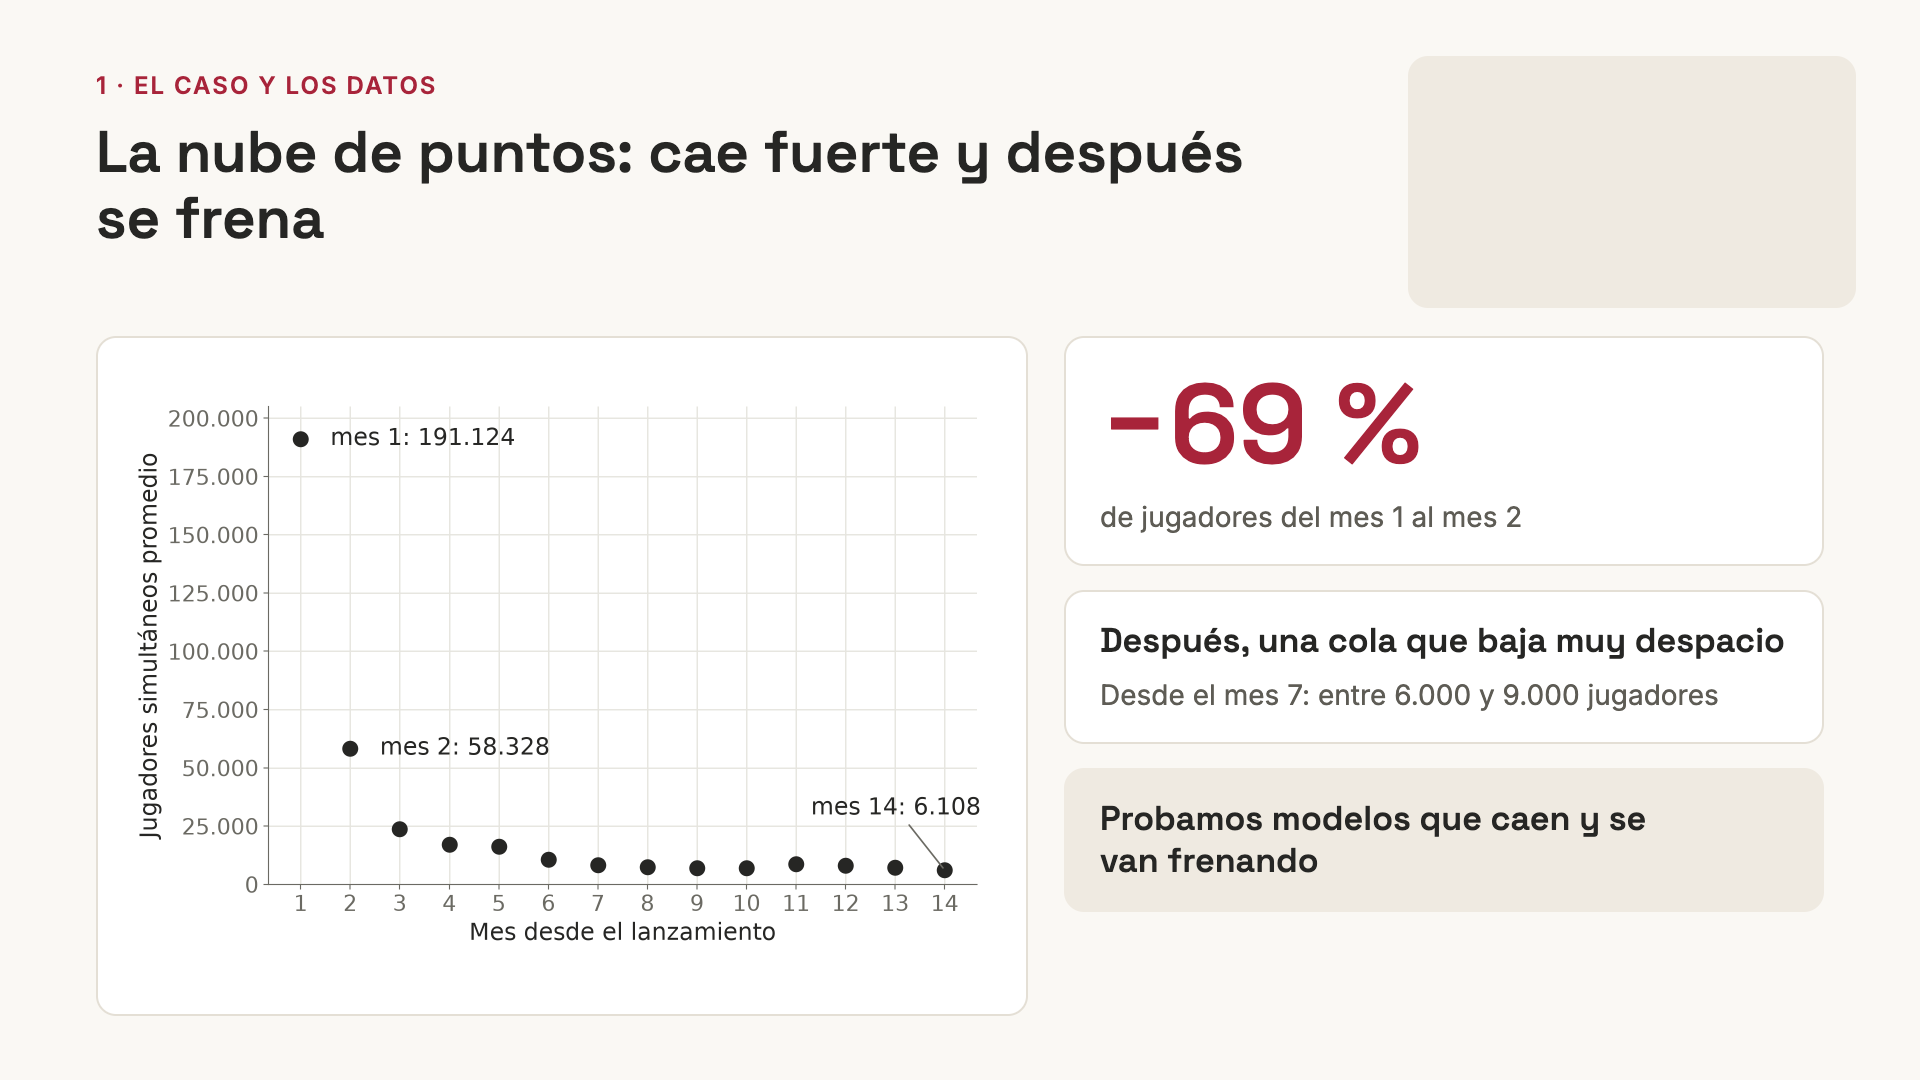 1 · EL CASO Y LOS DATOS
La nube de puntos: cae fuerte y después
se frena
Jugadores simultáneos promedio
200.000
175.000
150.000
125.000
100.000
75.000
50.000
25.000
0
mes 1: 191.124
mes 2: 58.328
mes 14: 6.108
1 2 3 4 5 6 7 8 9 10 11 12 13 14
Mes desde el lanzamiento
−69 %
de jugadores del mes 1 al mes 2
Después, una cola que baja muy despacio
Desde el mes 7: entre 6.000 y 9.000 jugadores
Probamos modelos que caen y se
van frenando